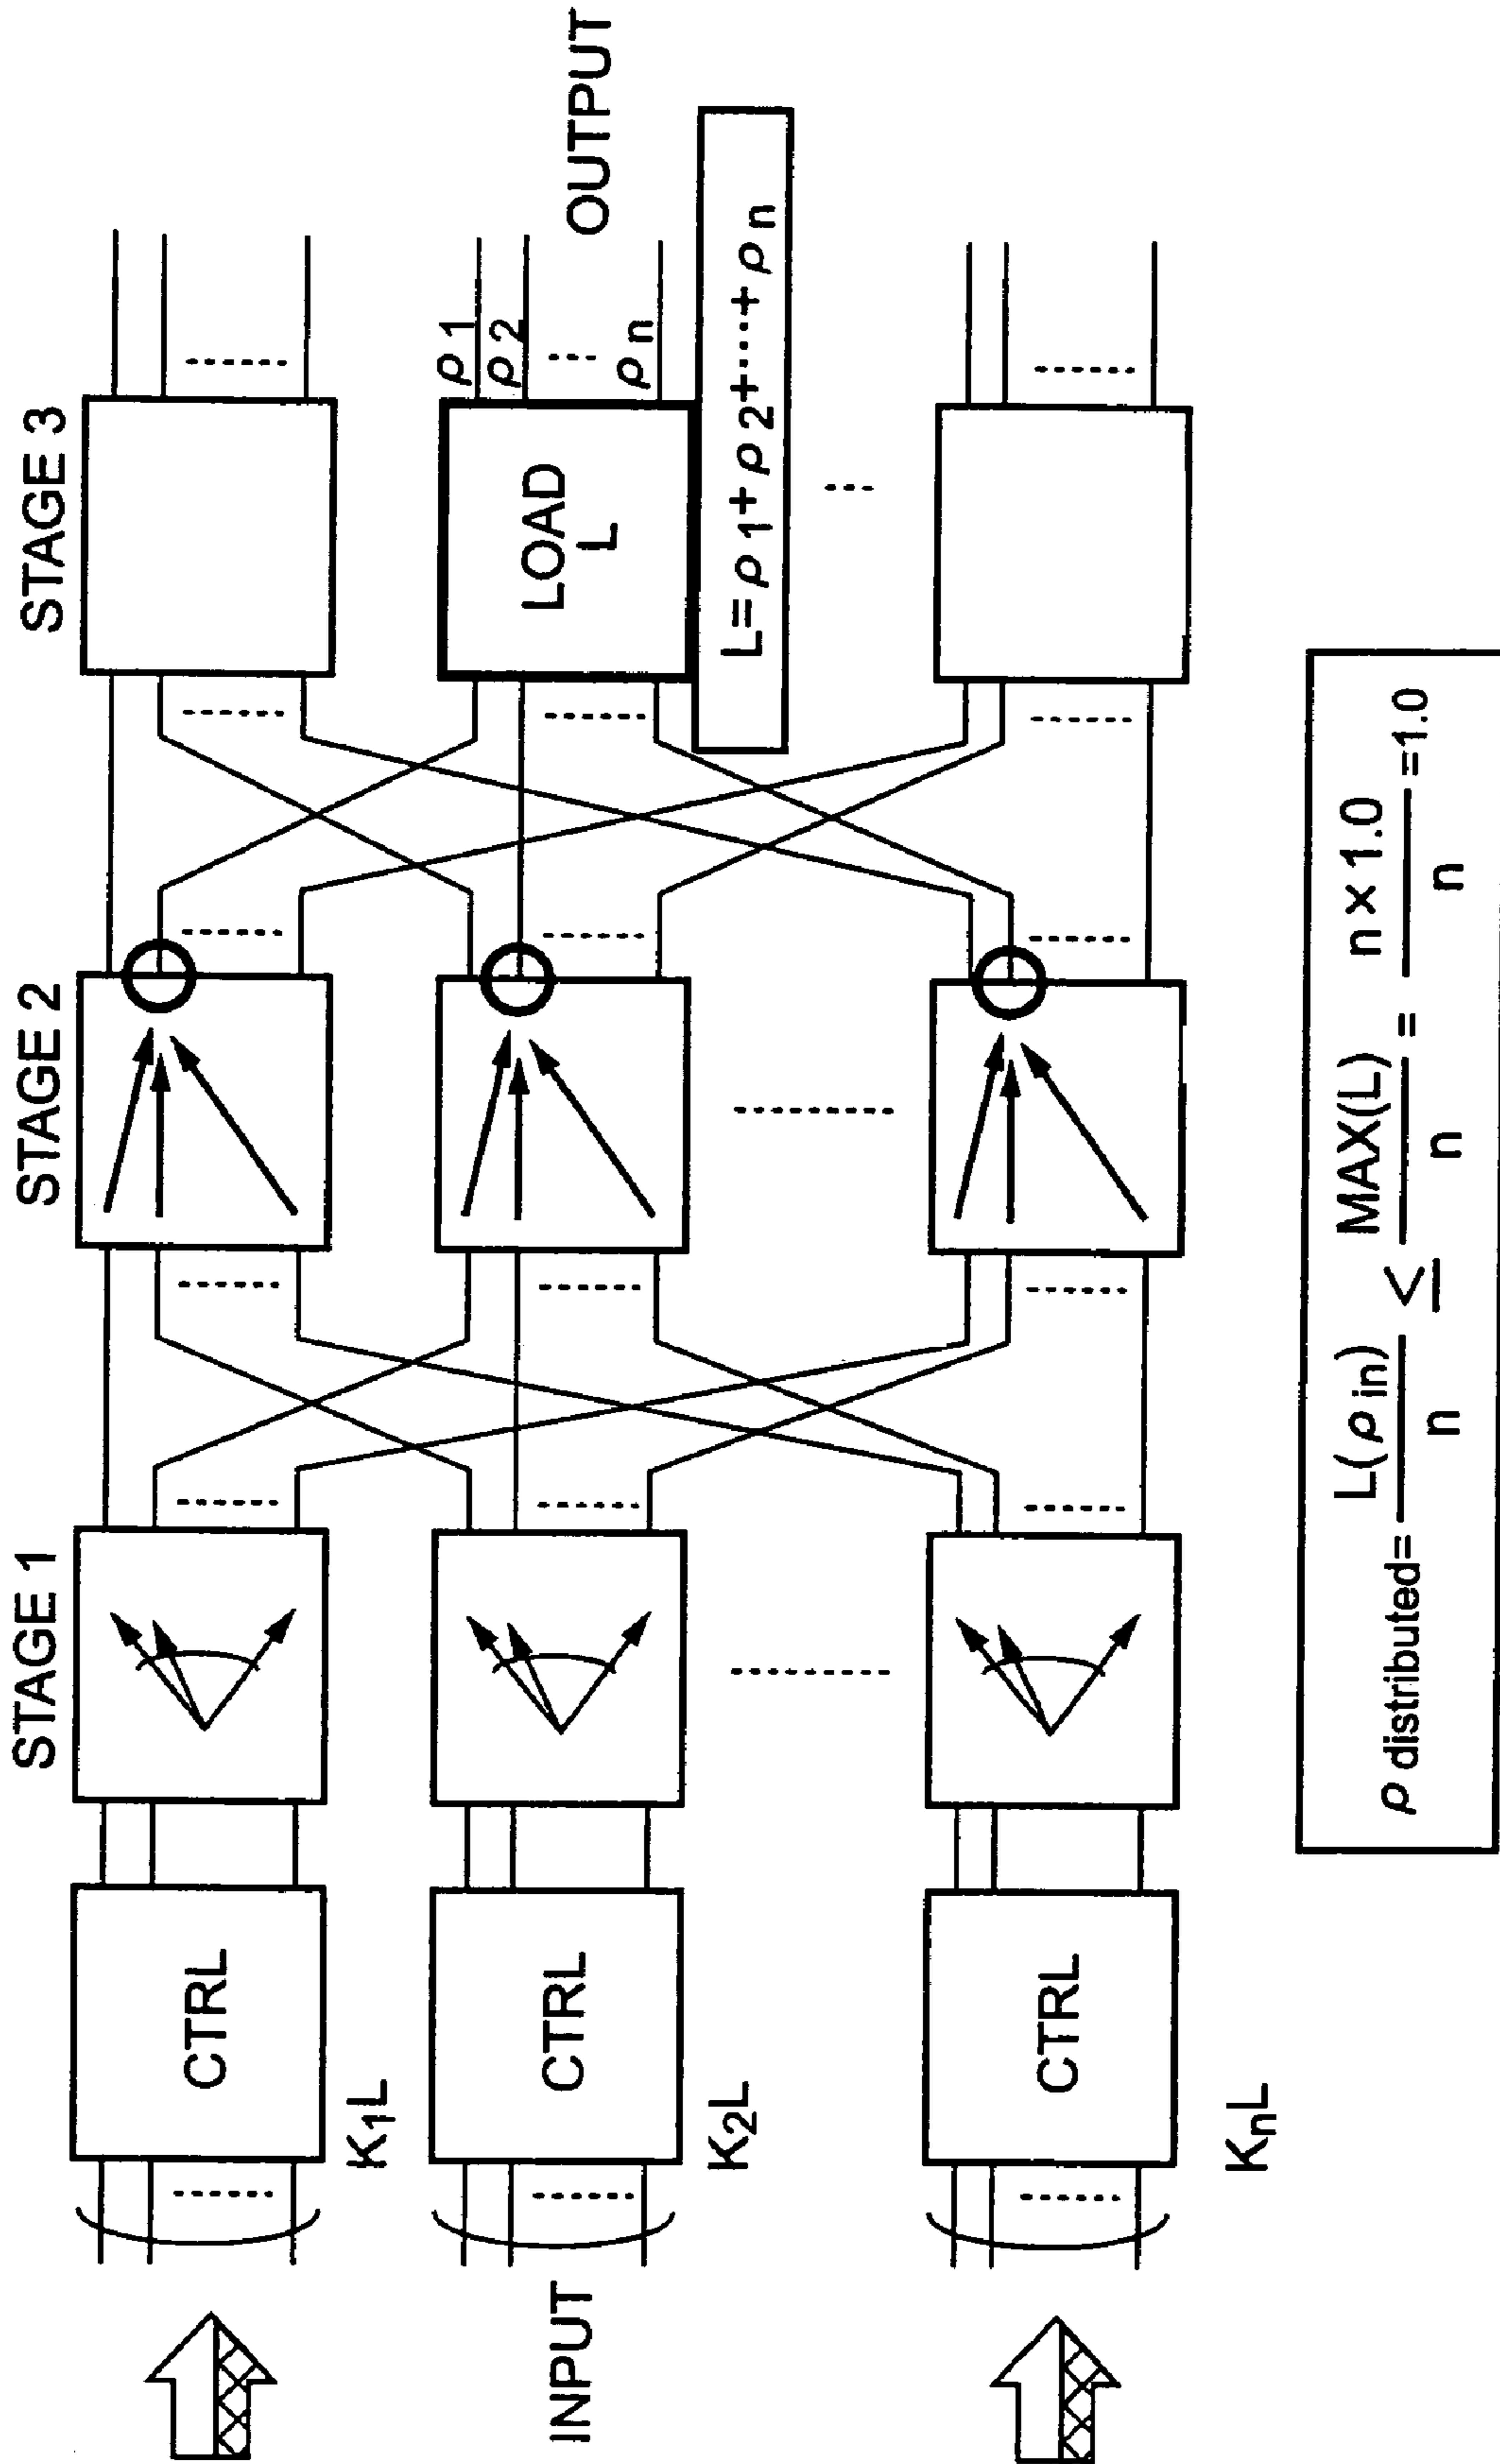 STAGE 1
STAGE 2
STAGE 3
INPUT
CTRL
K1L
CTRL
K2L
CTRL
KnL
LOAD
L
ρ1
ρ2
ρn
OUTPUT
L=ρ1+ρ2+····+ρn
ρ distributed= L(ρ in)/n ≤ MAX(L)/n = n×1.0/n =1.0